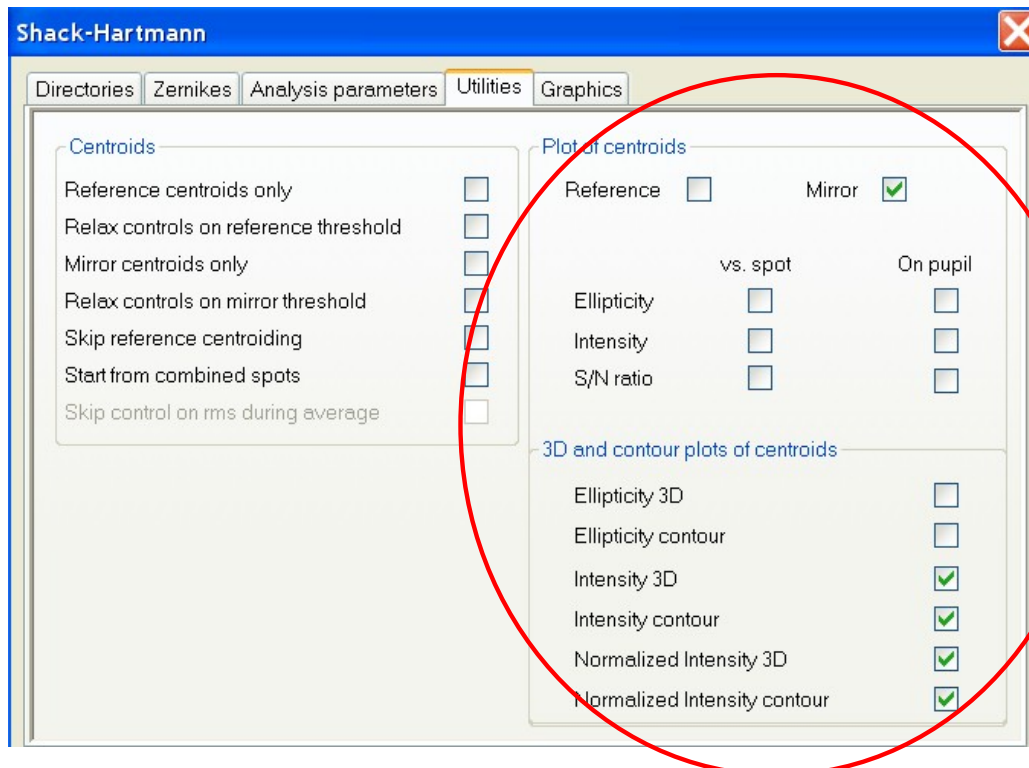 Shack-Hartmann
Directories Zernikes Analysis parameters Utilities Graphics
Centroids
Reference centroids only
Relax controls on reference threshold
Mirror centroids only
Relax controls on mirror threshold
Skip reference centroiding
Start from combined spots
Skip control on rms during average
Plot of centroids
Reference Mirror
vs. spot On pupil
Ellipticity
Intensity
S/N ratio
3D and contour plots of centroids
Ellipticity 3D
Ellipticity contour
Intensity 3D
Intensity contour
Normalized Intensity 3D
Normalized Intensity contour